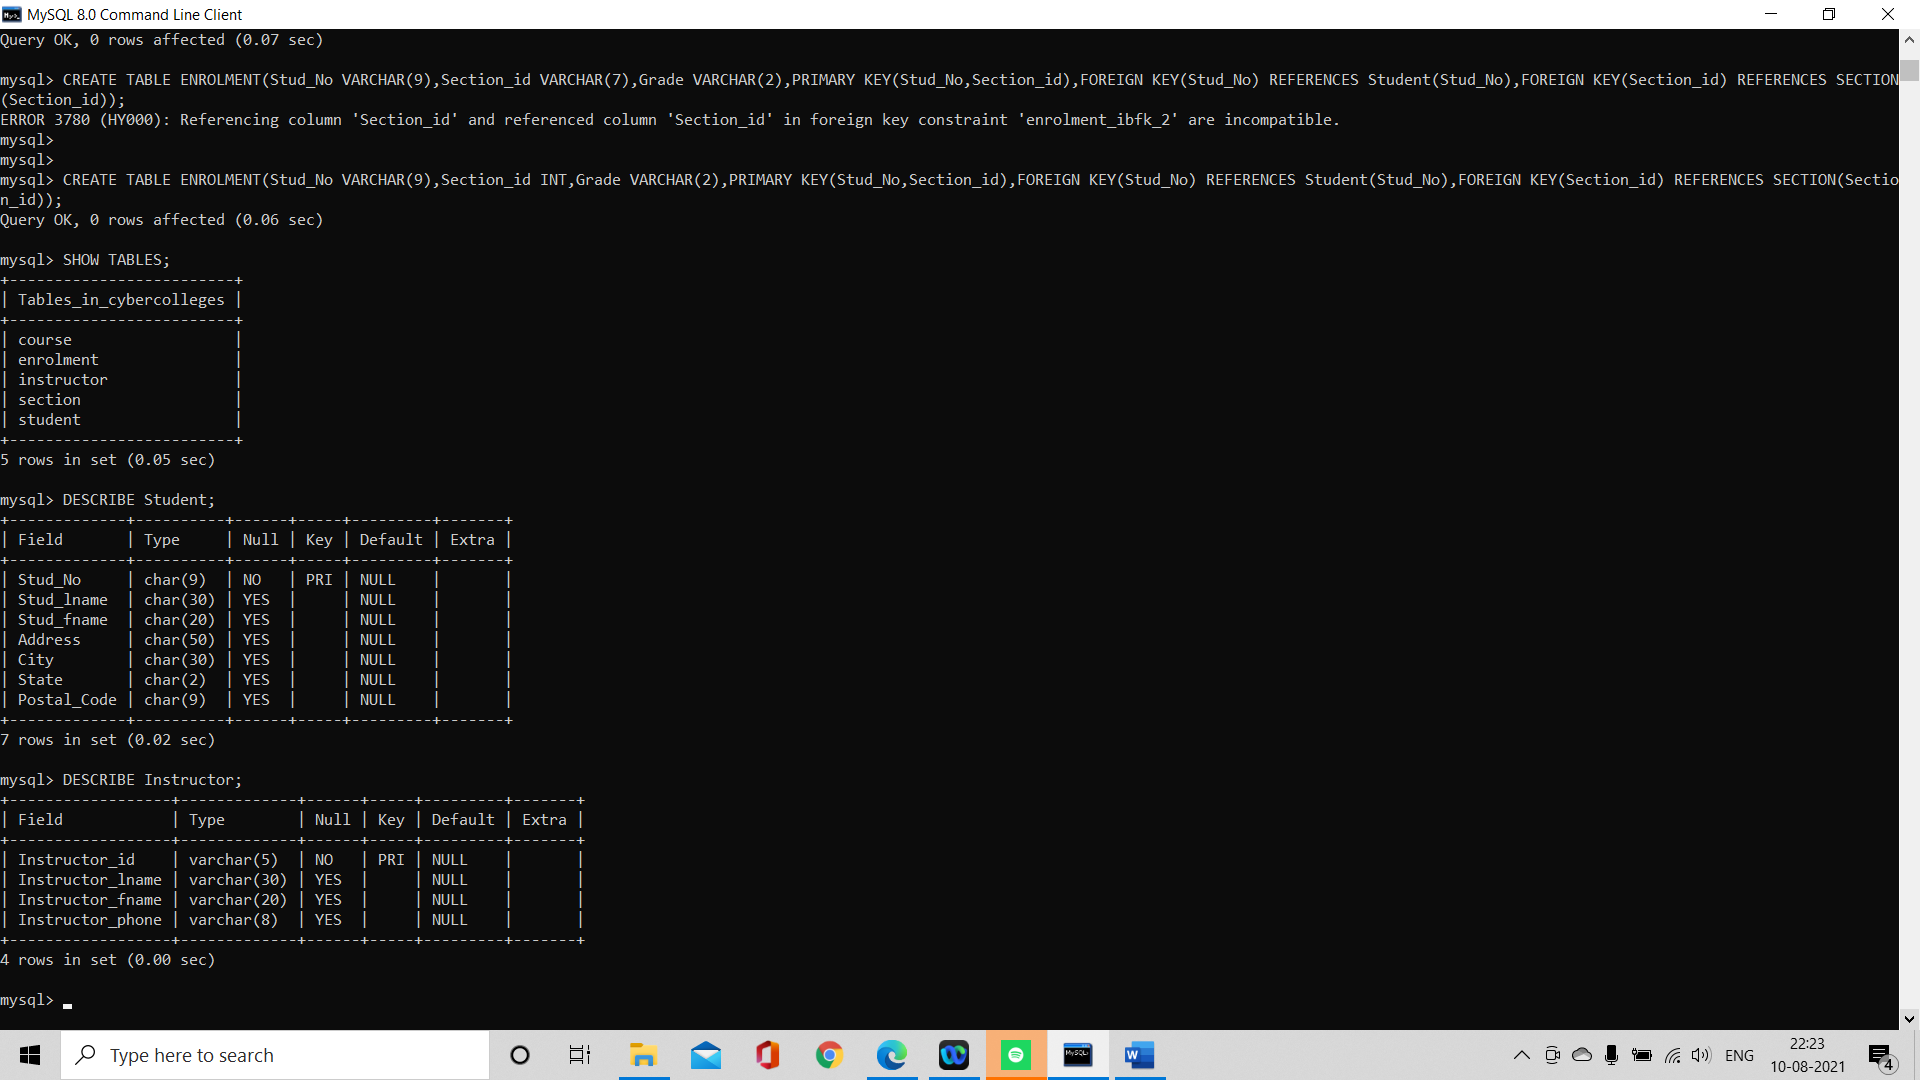 MySQL 8.0 Command Line Client
Query OK, 0 rows affected (0.07 sec)
mysql> CREATE TABLE ENROLMENT(Stud_No VARCHAR(9),Section_id VARCHAR(7),Grade VARCHAR(2),PRIMARY KEY(Stud_No,Section_id),FOREIGN KEY(Stud_No) REFERENCES Student(Stud_No),FOREIGN KEY(Section_id) REFERENCES SECTION
(Section_id));
ERROR 3780 (HY000): Referencing column 'Section_id' and referenced column 'Section_id' in foreign key constraint 'enrolment_ibfk_2' are incompatible.
mysql>
mysql>
mysql> CREATE TABLE ENROLMENT(Stud_No VARCHAR(9),Section_id INT,Grade VARCHAR(2),PRIMARY KEY(Stud_No,Section_id),FOREIGN KEY(Stud_No) REFERENCES Student(Stud_No),FOREIGN KEY(Section_id) REFERENCES SECTION(Sectio
n_id));
Query OK, 0 rows affected (0.06 sec)
mysql> SHOW TABLES;
+-------------------------+
| Tables_in_cybercolleges |
+-------------------------+
| course                  |
| enrolment               |
| instructor              |
| section                 |
| student                 |
+-------------------------+
5 rows in set (0.05 sec)
mysql> DESCRIBE Student;
+-------------+----------+------+-----+---------+-------+
| Field       | Type     | Null | Key | Default | Extra |
+-------------+----------+------+-----+---------+-------+
| Stud_No     | char(9)  | NO   | PRI | NULL    |       |
| Stud_lname  | char(30) | YES  |     | NULL    |       |
| Stud_fname  | char(20) | YES  |     | NULL    |       |
| Address     | char(50) | YES  |     | NULL    |       |
| City        | char(30) | YES  |     | NULL    |       |
| State       | char(2)  | YES  |     | NULL    |       |
| Postal_Code | char(9)  | YES  |     | NULL    |       |
+-------------+----------+------+-----+---------+-------+
7 rows in set (0.02 sec)
mysql> DESCRIBE Instructor;
+------------------+-------------+------+-----+---------+-------+
| Field            | Type        | Null | Key | Default | Extra |
+------------------+-------------+------+-----+---------+-------+
| Instructor_id    | varchar(5)  | NO   | PRI | NULL    |       |
| Instructor_lname | varchar(30) | YES  |     | NULL    |       |
| Instructor_fname | varchar(20) | YES  |     | NULL    |       |
| Instructor_phone | varchar(8)  | YES  |     | NULL    |       |
+------------------+-------------+------+-----+---------+-------+
4 rows in set (0.00 sec)
mysql> _
Type here to search
ENG
22:23
10-08-2021
4